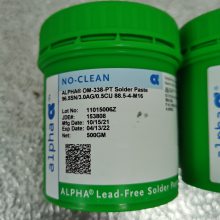 NO-CLEAN
ALPHA® OM-338-PT Solder Paste
96.5SN/3.0AG/0.5CU 88.5-4-M16
Lot No: 11015006Z
JDE#: 153808
Mfg: 10/15/21
Exp: 04/13/22
Net: 500GM
alpha
ALPHA® Lead-Free Solder Paste